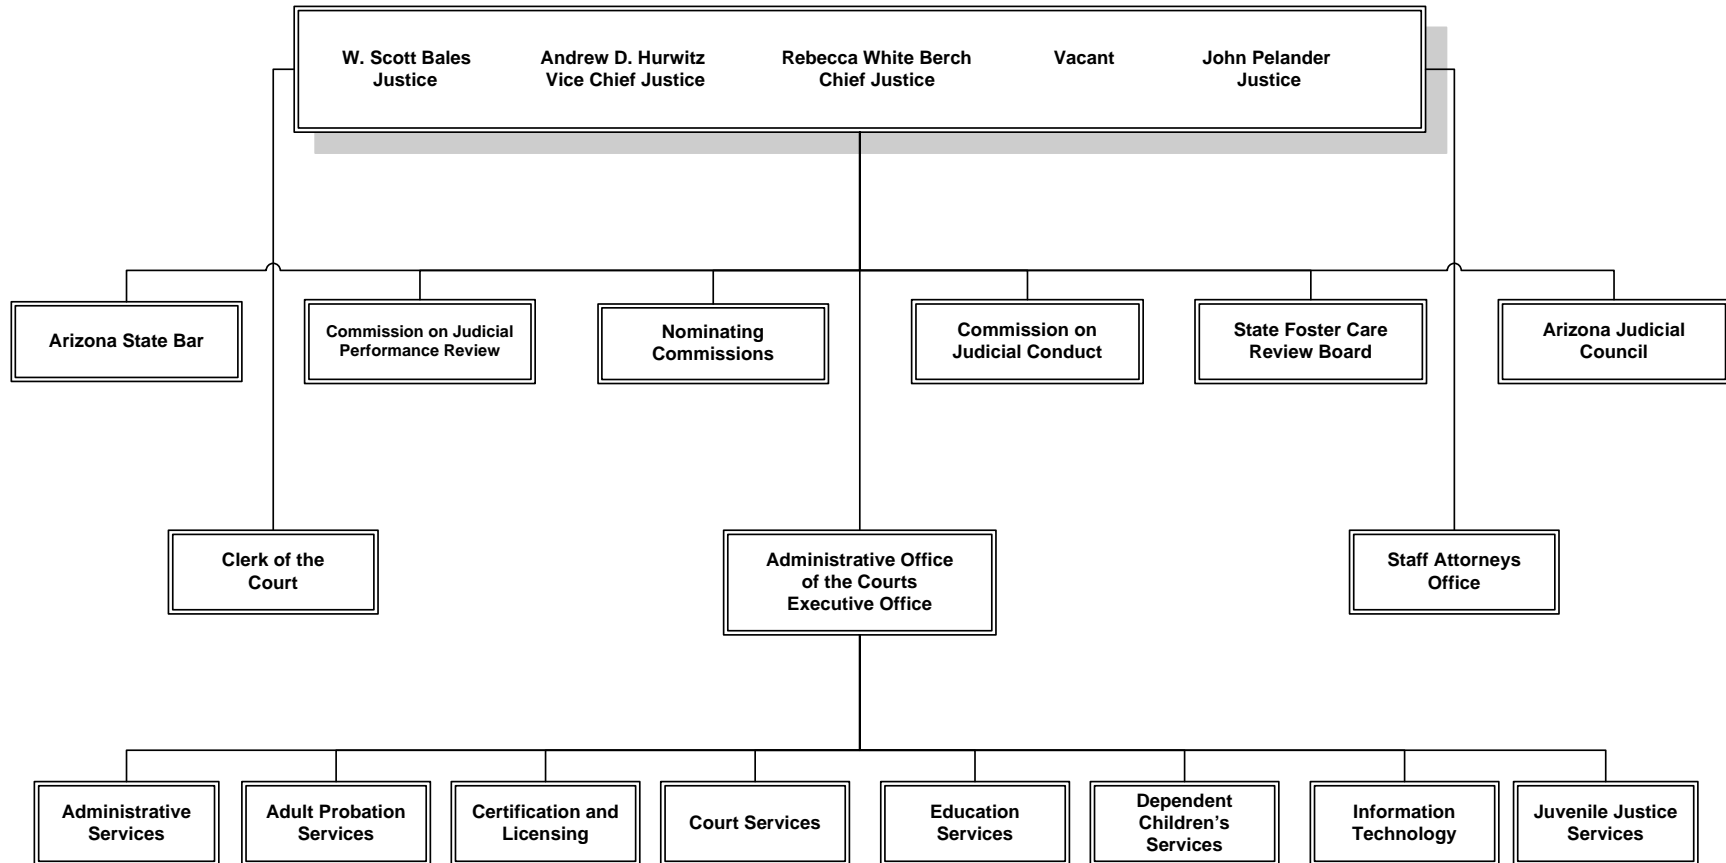 W. Scott Bales
Justice
Andrew D. Hurwitz
Vice Chief Justice
Rebecca White Berch
Chief Justice
Vacant
John Pelander
Justice
Arizona State Bar
Commission on Judicial
Performance Review
Nominating
Commissions
Commission on
Judicial Conduct
State Foster Care
Review Board
Arizona Judicial
Council
Clerk of the
Court
Administrative Office
of the Courts
Executive Office
Staff Attorneys
Office
Administrative
Services
Adult Probation
Services
Certification and
Licensing
Court Services
Education
Services
Dependent
Children’s
Services
Information
Technology
Juvenile Justice
Services